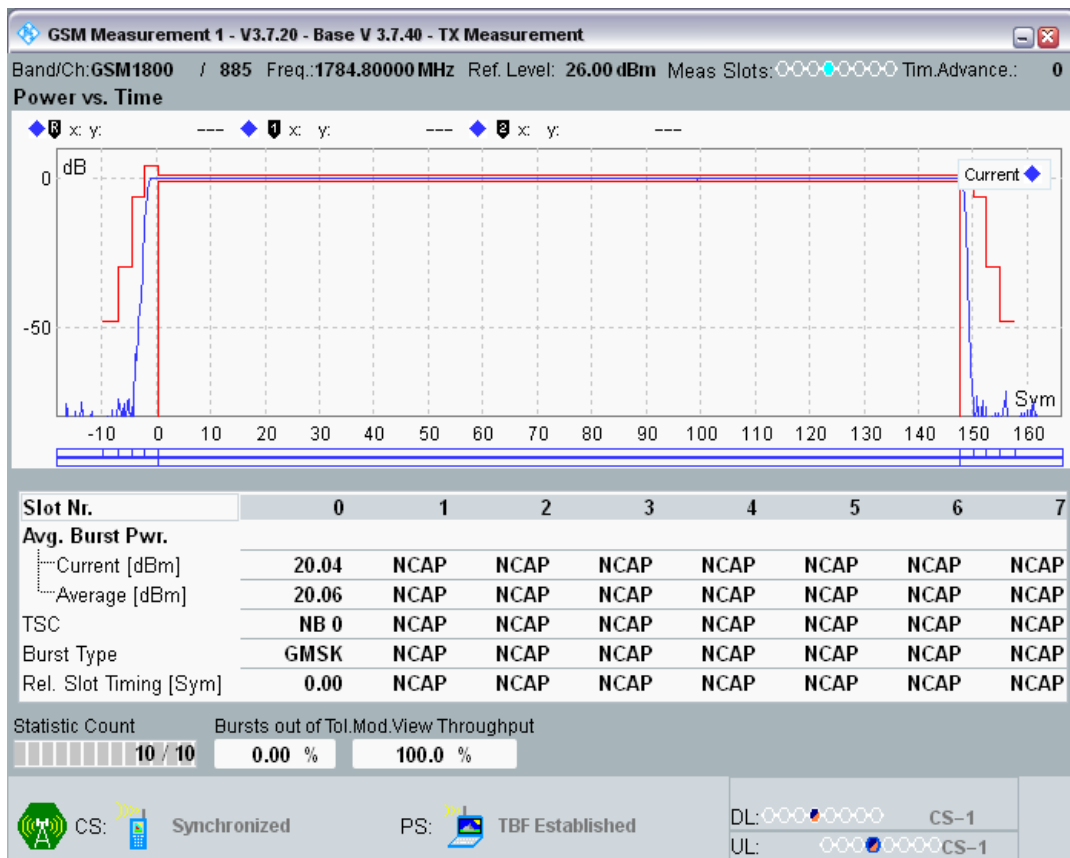 GSM Measurement 1 - V3.7.20 - Base V 3.7.40 - TX Measurement
Band/Ch:GSM1800 / 885 Freq.:1784.80000 MHz Ref. Level: 26.00 dBm Meas Slots: Tim.Advance.: 0
Power vs. Time
R x: y: --- 1 x: y: --- 2 x: y: ---
dB
Current
0
-50
Sym
-10 0 10 20 30 40 50 60 70 80 90 100 110 120 130 140 150 160
Slot Nr. 0 1 2 3 4 5 6 7
Avg. Burst Pwr.
Current [dBm] 20.04 NCAP NCAP NCAP NCAP NCAP NCAP NCAP
Average [dBm] 20.06 NCAP NCAP NCAP NCAP NCAP NCAP NCAP
TSC NB 0 NCAP NCAP NCAP NCAP NCAP NCAP NCAP
Burst Type GMSK NCAP NCAP NCAP NCAP NCAP NCAP NCAP
Rel. Slot Timing [Sym] 0.00 NCAP NCAP NCAP NCAP NCAP NCAP NCAP
Statistic Count Bursts out of Tol.Mod.View Throughput
10 / 10 0.00 % 100.0 %
CS: Synchronized PS: TBF Established
DL: CS-1
UL: CS-1